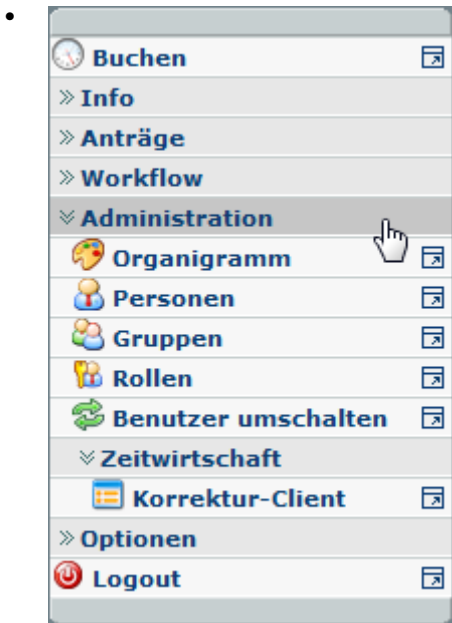 Buchen
Info
Anträge
Workflow
Administration
Organigramm
Personen
Gruppen
Rollen
Benutzer umschalten
Zeitwirtschaft
Korrektur-Client
Optionen
Logout